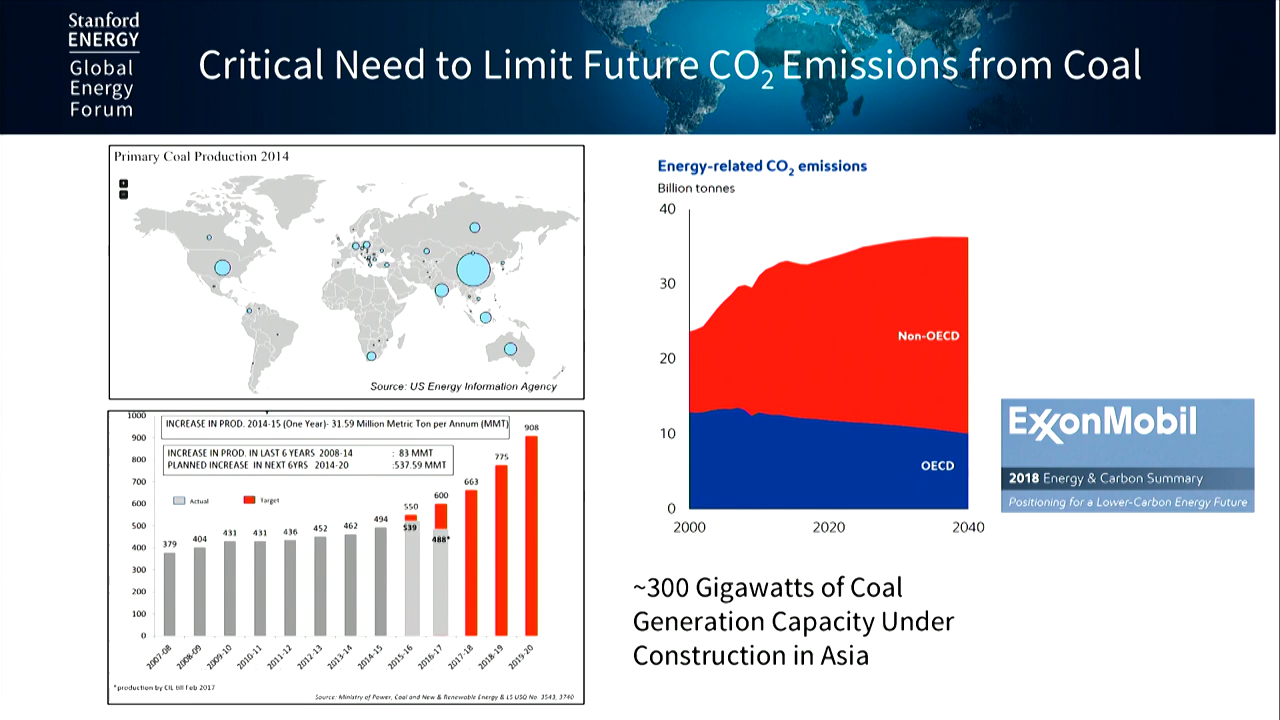 Stanford
ENERGY
Global
Energy
Forum
Critical Need to Limit Future CO2 Emissions from Coal
Primary Coal Production 2014
+
−
Source: US Energy Information Agency
1000
900
800
700
600
500
400
300
200
100
0
INCREASE IN PROD. 2014-15 (One Year)- 31.59 Million Metric Ton per Annum (MMT)
INCREASE IN PROD. IN LAST 6 YEARS 2008-14 : 83 MMT
PLANNED INCREASE IN NEXT 6YRS 2014-20 :537.59 MMT
Actual
Target
379
404
431
431
436
452
462
494
550
539
600
488*
663
775
908
2007-08
2008-09
2009-10
2010-11
2011-12
2012-13
2013-14
2014-15
2015-16
2016-17
2017-18
2018-19
2019-20
*production by CIL till Feb 2017
Source: Ministry of Power, Coal and New & Renewable Energy & LS USQ No. 3543, 3740
Energy-related CO2 emissions
Billion tonnes
40
30
20
10
0
Non-OECD
OECD
2000
2020
2040
ExxonMobil
2018 Energy & Carbon Summary
Positioning for a Lower-Carbon Energy Future
~300 Gigawatts of Coal
Generation Capacity Under
Construction in Asia